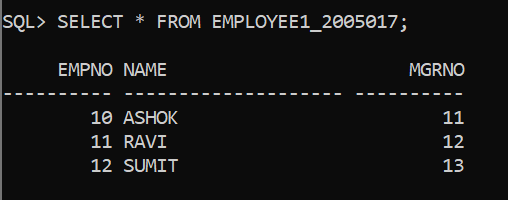 SQL> SELECT * FROM EMPLOYEE1_2005017;
EMPNO NAME MGRNO
---------- -------------------- ----------
10 ASHOK 11
11 RAVI 12
12 SUMIT 13